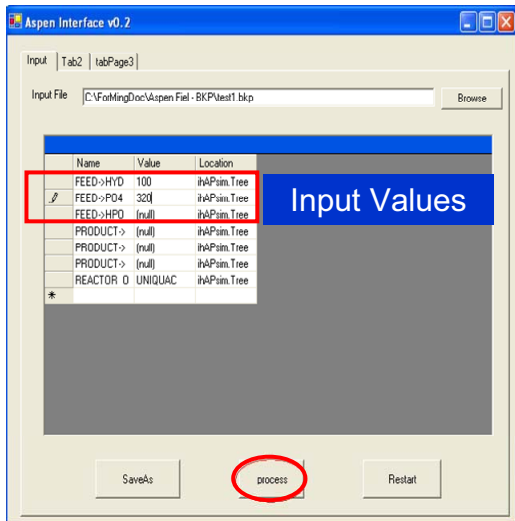 Aspen Interface v0.2
Input Tab2 tabPage3
Input File C:\ForMingDoc\Aspen Fiel - BKP\test1.bkp Browse
Name Value Location
FEED->HYD 100 ihAPsim.Tree
FEED->PO4 320 ihAPsim.Tree
FEED->HPO (null) ihAPsim.Tree
PRODUCT-> (null) ihAPsim.Tree
PRODUCT-> (null) ihAPsim.Tree
PRODUCT-> (null) ihAPsim.Tree
REACTOR O UNIQUAC ihAPsim.Tree
*
Input Values
SaveAs process Restart